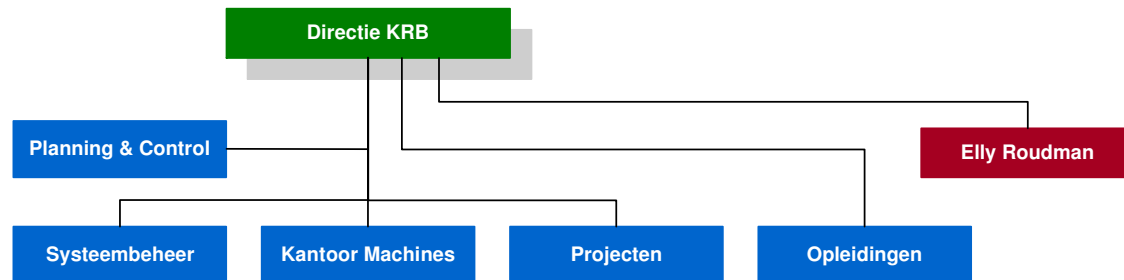 Directie KRB
Planning & Control
Elly Roudman
Systeembeheer
Kantoor Machines
Projecten
Opleidingen